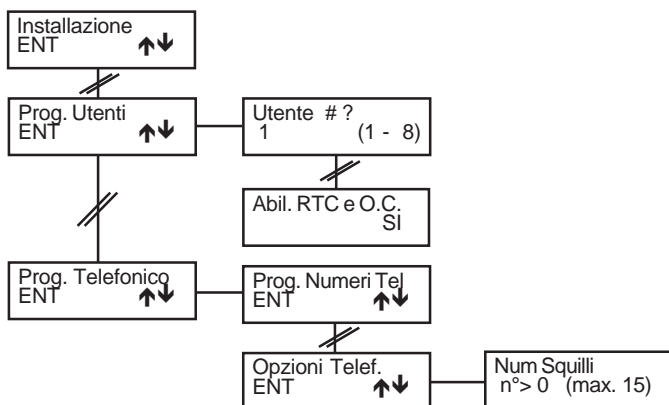 Installazione
ENT
Prog. Utenti
ENT
Utente # ?
1 (1 - 8)
Abil. RTC e O.C.
SI
Prog. Telefonico
ENT
Prog. Numeri Tel
ENT
Opzioni Telef.
ENT
Num Squilli
n°> 0 (max. 15)